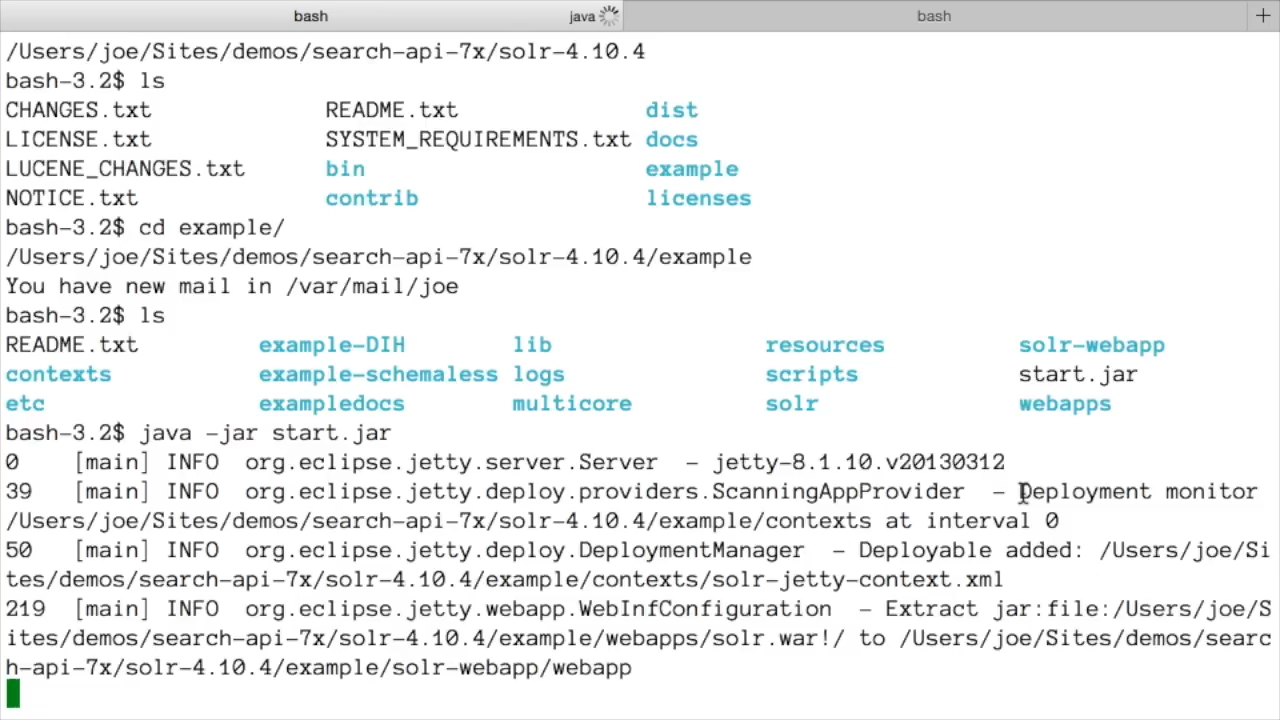 bash java bash +
/Users/joe/Sites/demos/search-api-7x/solr-4.10.4
bash-3.2$ ls
CHANGES.txt README.txt dist
LICENSE.txt SYSTEM_REQUIREMENTS.txt docs
LUCENE_CHANGES.txt bin example
NOTICE.txt contrib licenses
bash-3.2$ cd example/
/Users/joe/Sites/demos/search-api-7x/solr-4.10.4/example
You have new mail in /var/mail/joe
bash-3.2$ ls
README.txt example-DIH lib resources solr-webapp
contexts example-schemaless logs scripts start.jar
etc exampledocs multicore solr webapps
bash-3.2$ java -jar start.jar
0 [main] INFO org.eclipse.jetty.server.Server - jetty-8.1.10.v20130312
39 [main] INFO org.eclipse.jetty.deploy.providers.ScanningAppProvider - Deployment monitor
/Users/joe/Sites/demos/search-api-7x/solr-4.10.4/example/contexts at interval 0
50 [main] INFO org.eclipse.jetty.deploy.DeploymentManager - Deployable added: /Users/joe/Si
tes/demos/search-api-7x/solr-4.10.4/example/contexts/solr-jetty-context.xml
219 [main] INFO org.eclipse.jetty.webapp.WebInfConfiguration - Extract jar:file:/Users/joe/S
ites/demos/search-api-7x/solr-4.10.4/example/webapps/solr.war!/ to /Users/joe/Sites/demos/searc
h-api-7x/solr-4.10.4/example/solr-webapp/webapp